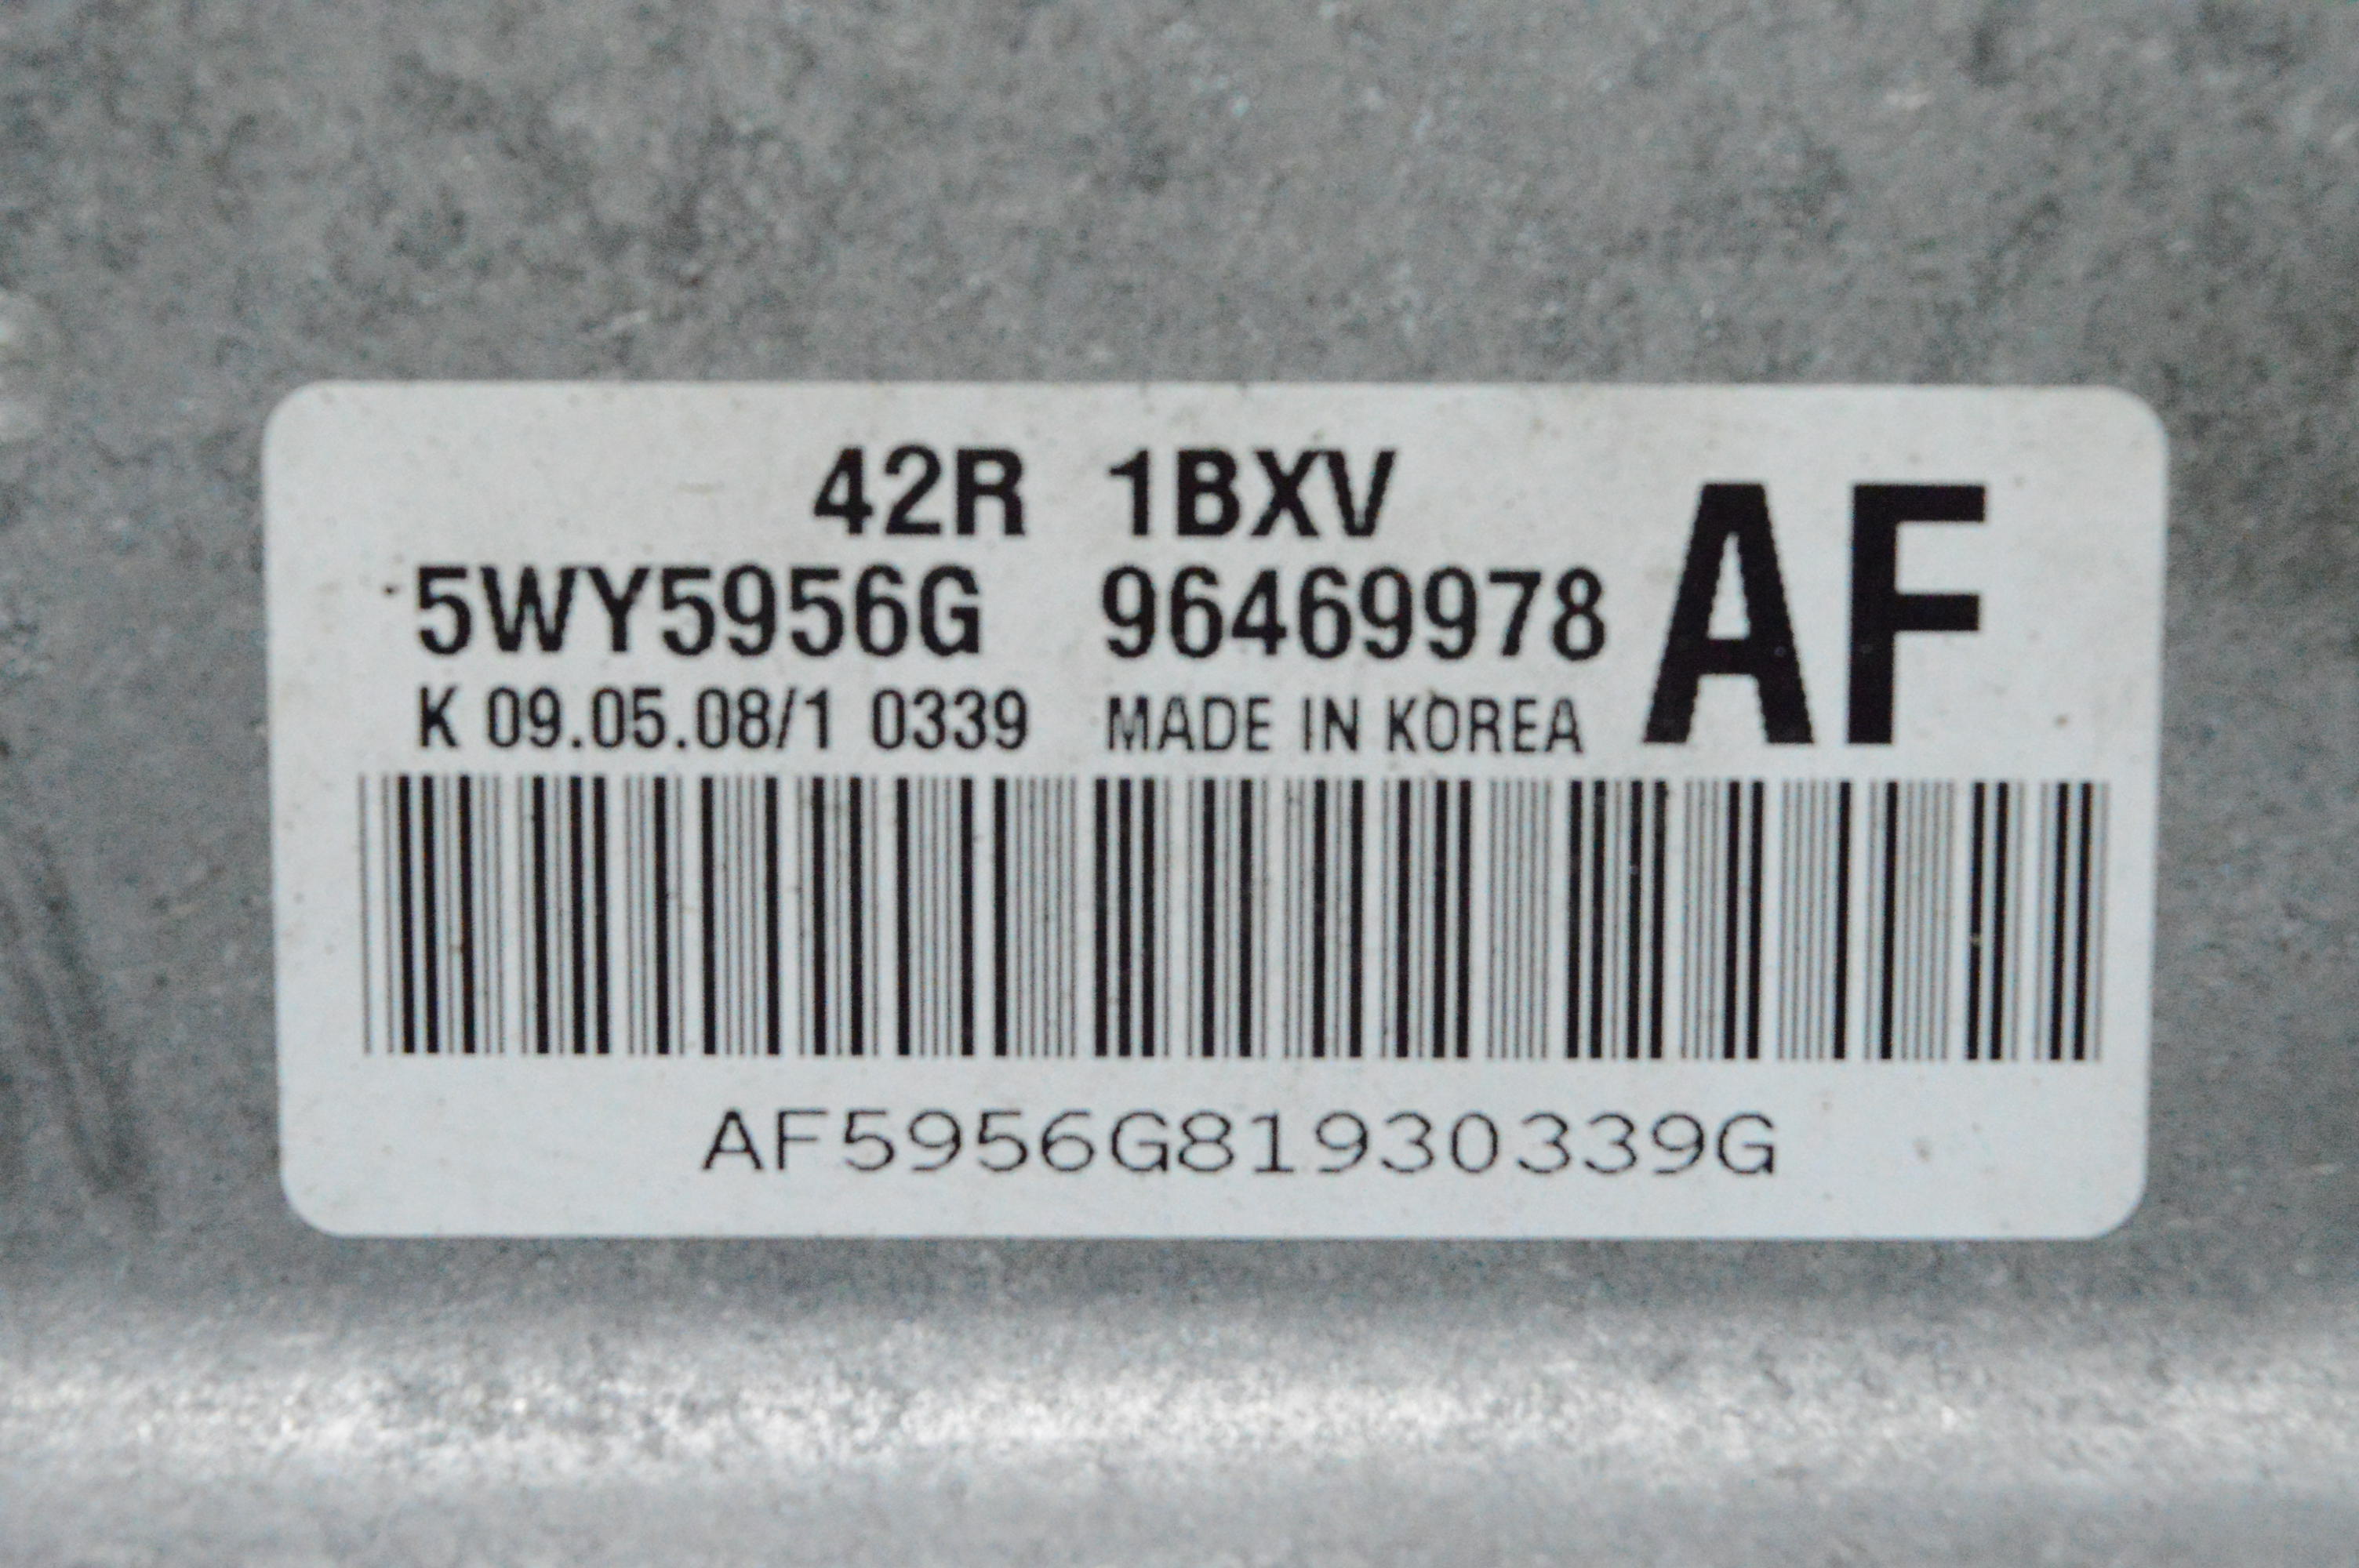 42R 1BXV
5WY5956G 96469978 AF
K 09.05.08/1 0339 MADE IN KOREA
AF5956G81930339G